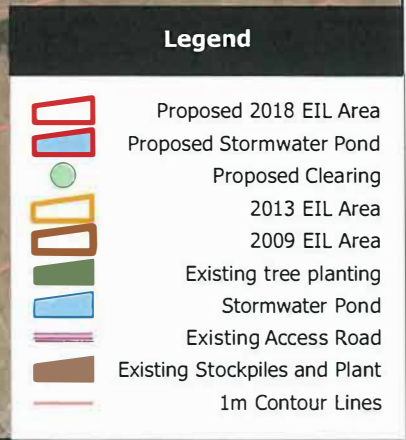 Legend
Proposed 2018 EIL Area
Proposed Stormwater Pond
Proposed Clearing
2013 EIL Area
2009 EIL Area
Existing tree planting
Stormwater Pond
Existing Access Road
Existing Stockpiles and Plant
1m Contour Lines